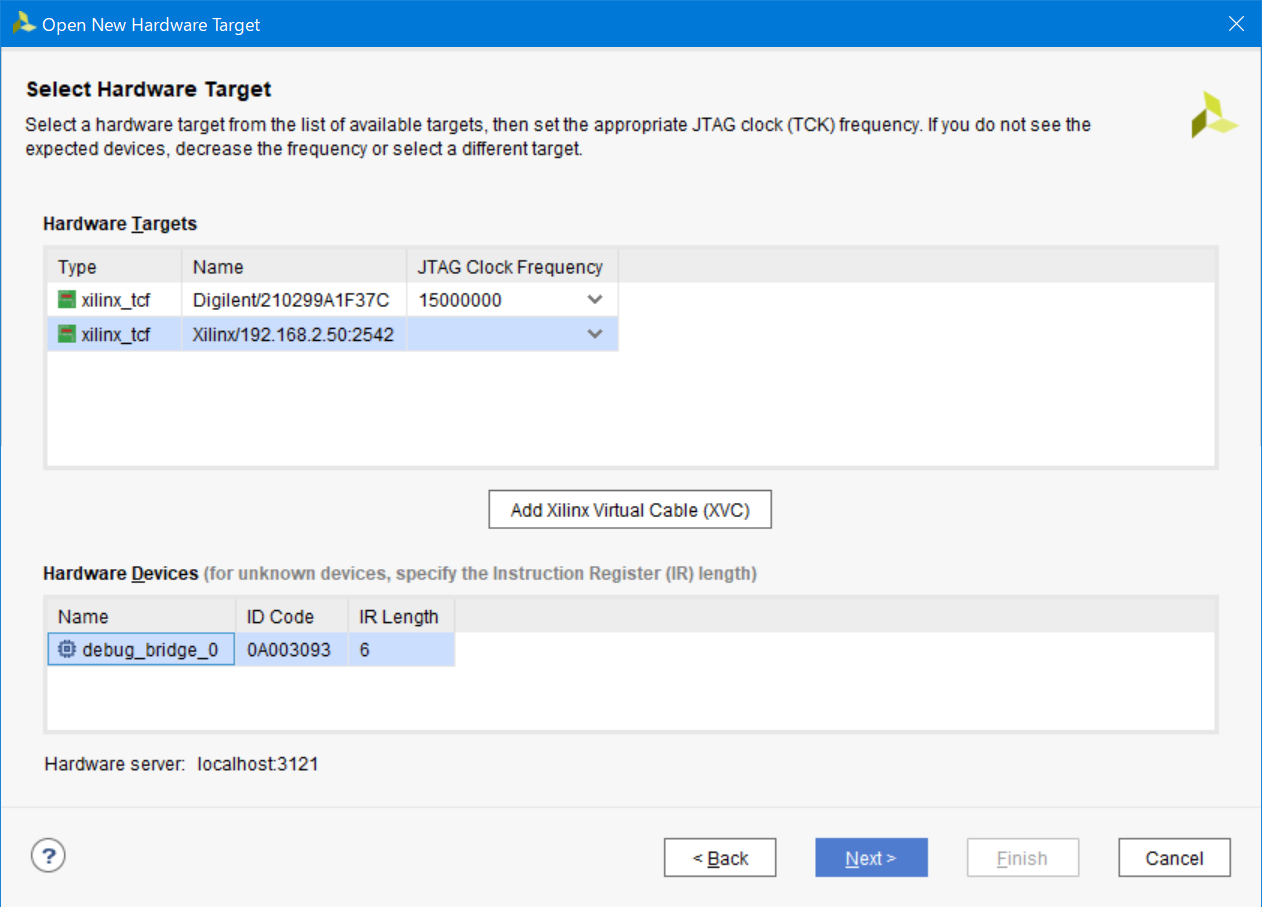 Open New Hardware Target
Select Hardware Target
Select a hardware target from the list of available targets, then set the appropriate JTAG clock (TCK) frequency. If you do not see the
expected devices, decrease the frequency or select a different target.
Hardware Targets
Type Name JTAG Clock Frequency
xilinx_tcf Digilent/210299A1F37C 15000000
xilinx_tcf Xilinx/192.168.2.50:2542
Add Xilinx Virtual Cable (XVC)
Hardware Devices (for unknown devices, specify the Instruction Register (IR) length)
Name ID Code IR Length
debug_bridge_0 0A003093 6
Hardware server: localhost:3121
? < Back Next > Finish Cancel